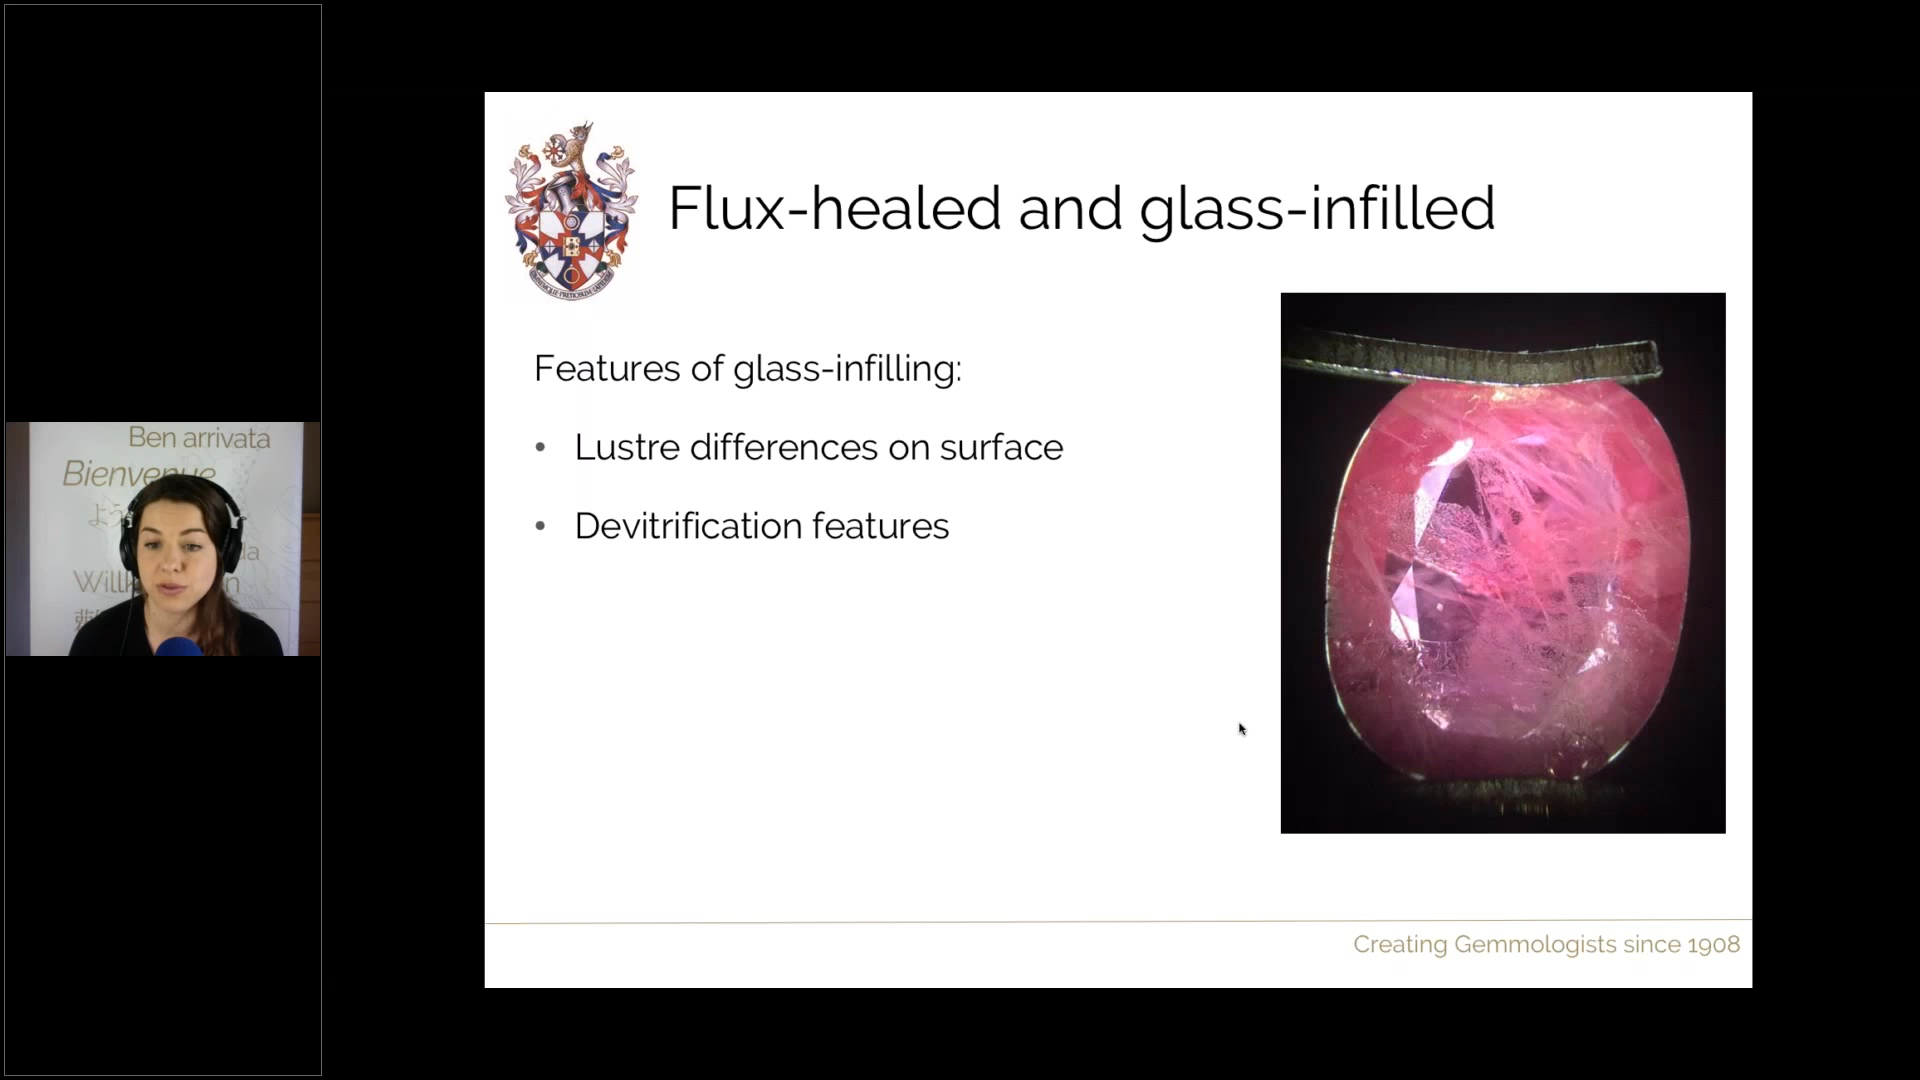 Ben arrivata
Bienvenue
Flux-healed and glass-infilled
Features of glass-infilling:
• Lustre differences on surface
• Devitrification features
Creating Gemmologists since 1908